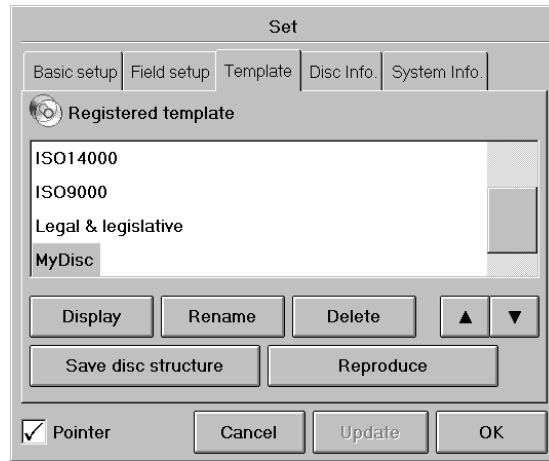 Set
Basic setup Field setup Template Disc Info. System Info.
Registered template
ISO14000
ISO9000
Legal & legislative
MyDisc
Display Rename Delete ▲ ▼
Save disc structure Reproduce
Pointer Cancel Update OK